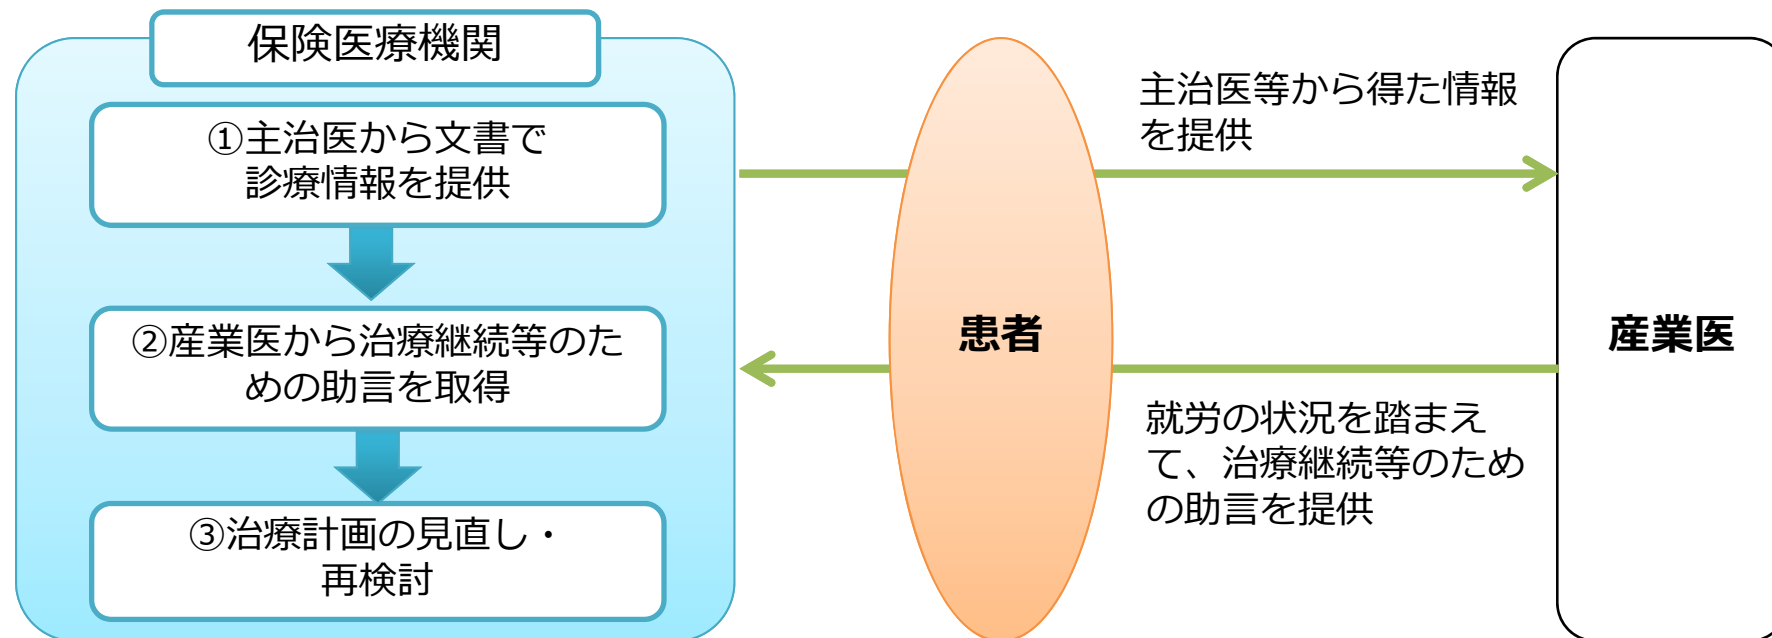 保険医療機関
①主治医から文書で
診療情報を提供
②産業医から治療継続等のた
めの助言を取得
③治療計画の見直し・
再検討
患者
主治医等から得た情報
を提供
就労の状況を踏まえ
て、治療継続等のため
の助言を提供
産業医